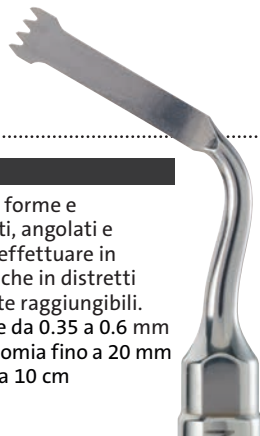 forme e
ti, angolati e
effettuare in
che in distretti
te raggiungibili.
e da 0.35 a 0.6 mm
omia fino a 20 mm
a 10 cm